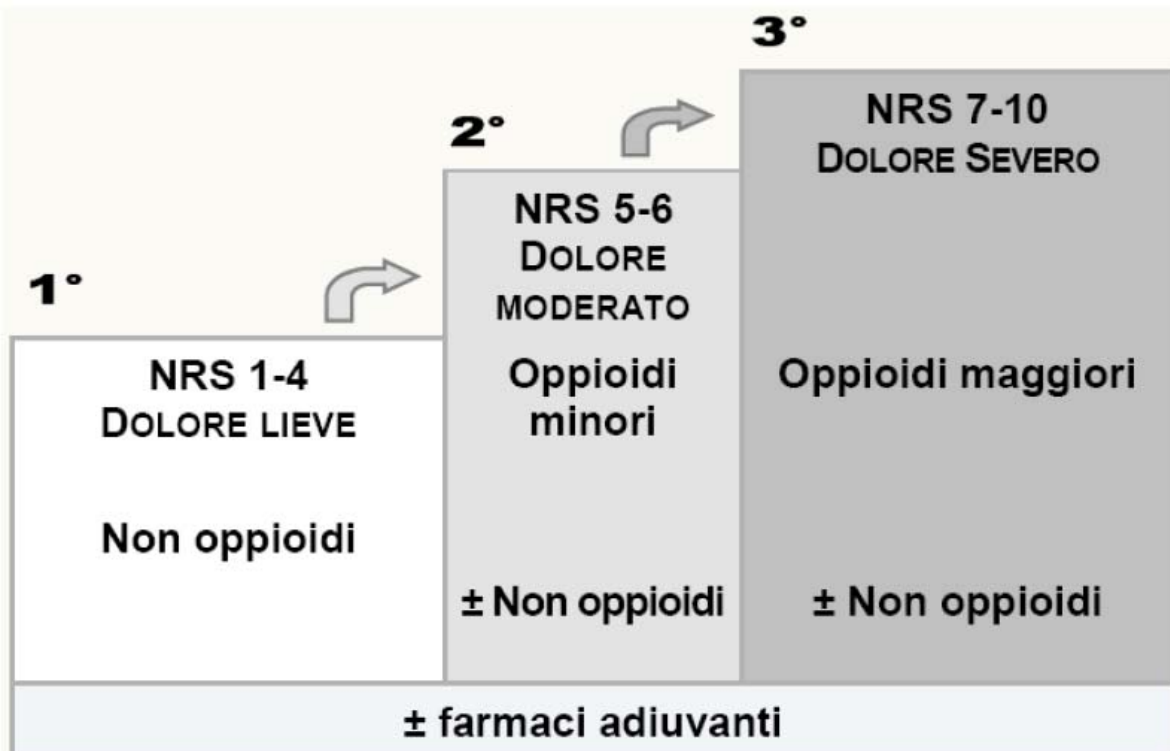 1°
NRS 1-4
DOLORE LIEVE
Non oppioidi
2°
NRS 5-6
DOLORE
MODERATO
Oppioidi
minori
± Non oppioidi
3°
NRS 7-10
DOLORE SEVERO
Oppioidi maggiori
± Non oppioidi
± farmaci adiuvanti